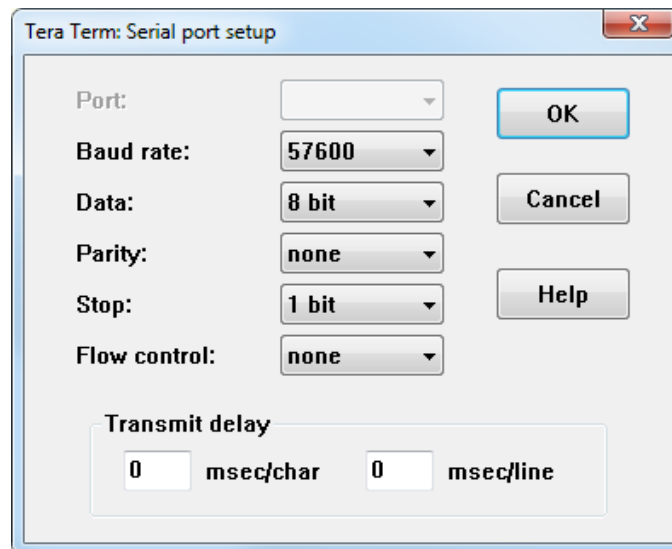 Tera Term: Serial port setup
Port:
OK
Baud rate: 57600
Data: 8 bit
Cancel
Parity: none
Stop: 1 bit
Help
Flow control: none
Transmit delay
0 msec/char 0 msec/line